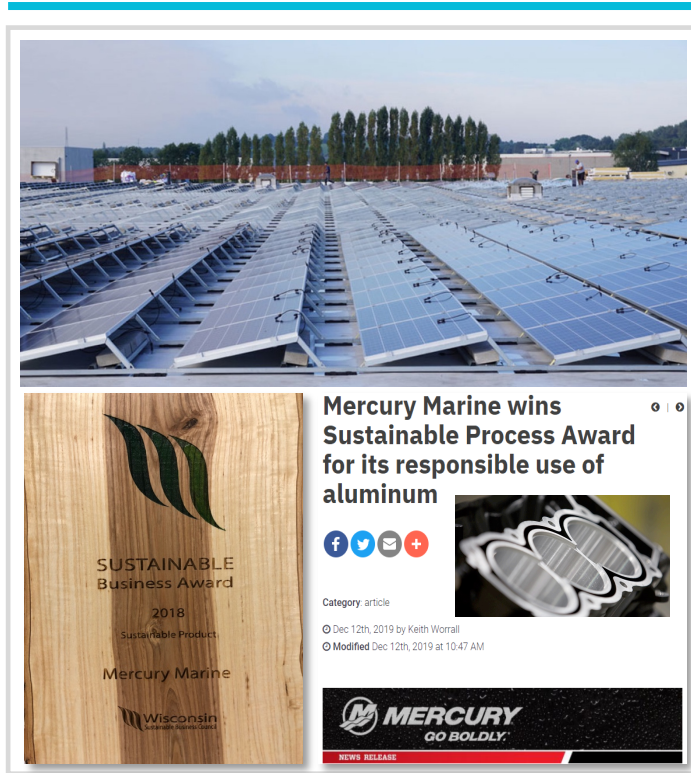 SUSTAINABLE
Business Award
2018
Sustainable Product
Mercury Marine
Wisconsin
Sustainable Business Council
Mercury Marine wins
Sustainable Process Award
for its responsible use of
aluminum
Category: article
Dec 12th, 2019 by Keith Worrall
Modified Dec 12th, 2019 at 10:47 AM
MERCURY
GO BOLDLY.
NEWS RELEASE